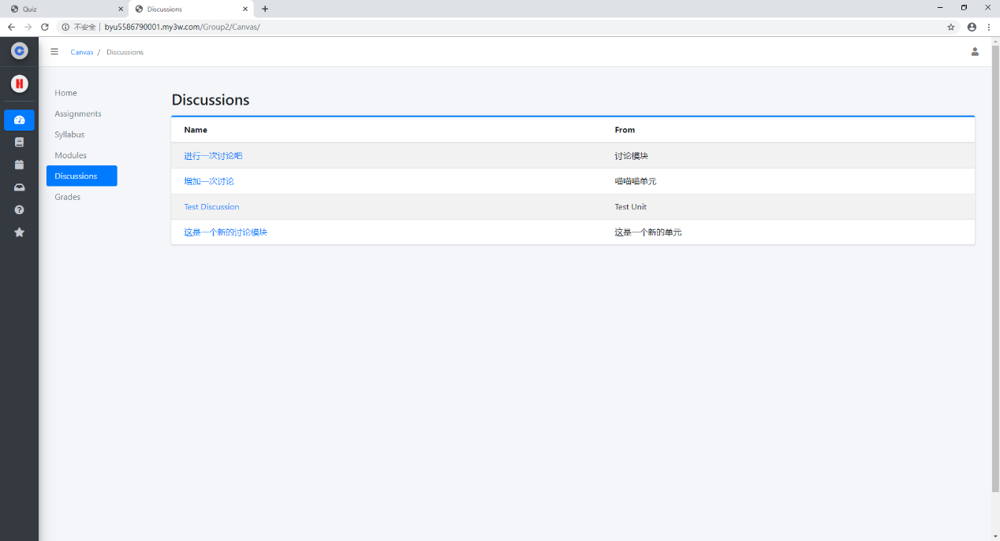 Quiz
Discussions
不安全 | byu5586790001.my3w.com/Group2/Canvas/
Canvas / Discussions
Home
Assignments
Syllabus
Modules
Discussions
Grades
Discussions
Name From
进行一次讨论吧 讨论模块
增加一次讨论 喵喵喵单元
Test Discussion Test Unit
这是一个新的讨论模块 这是一个新的单元